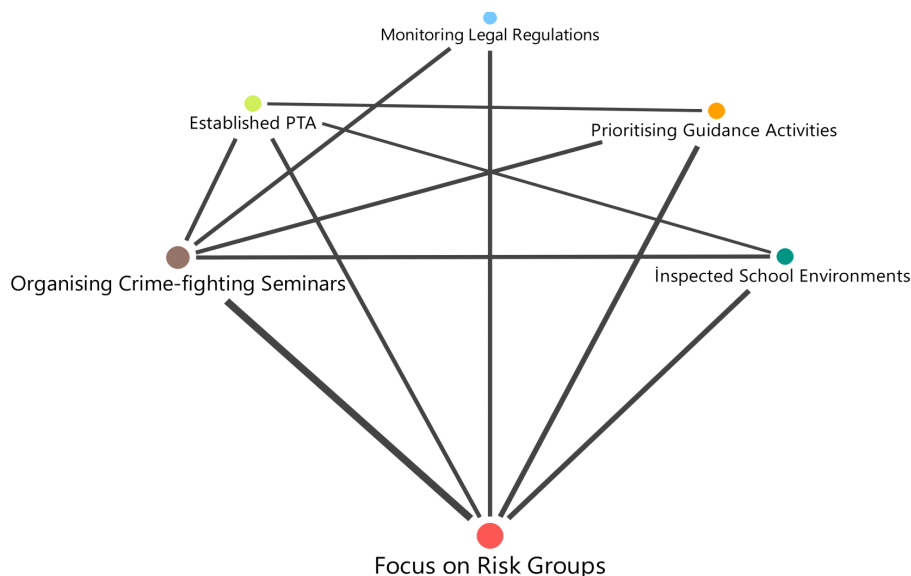 Monitoring Legal Regulations
Established PTA
Prioritising Guidance Activities
Organising Crime-fighting Seminars
İnspected School Environments
Focus on Risk Groups